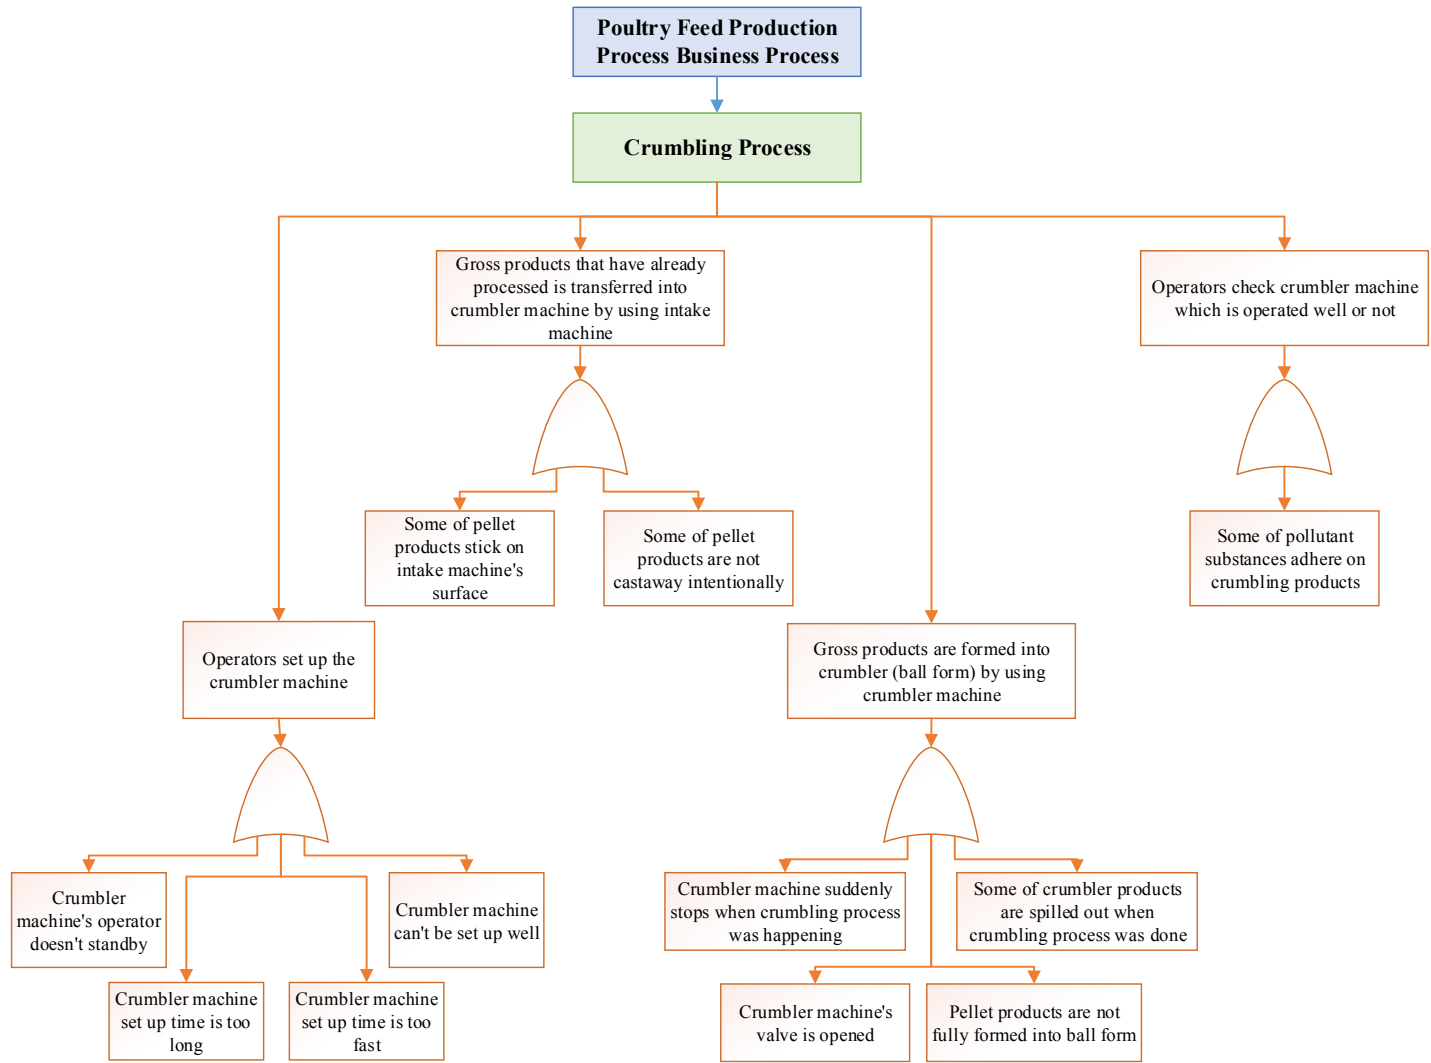 Poultry Feed Production
Process Business Process
Crumbling Process
Gross products that have already
processed is transferred into
crumbler machine by using intake
machine
Operators check crumbler machine
which is operated well or not
Some of pellet
products stick on
intake machine's
surface
Some of pellet
products are not
castaway intentionally
Some of pollutant
substances adhere on
crumbling products
Operators set up the
crumbler machine
Gross products are formed into
crumbler (ball form) by using
crumbler machine
Crumbler
machine's operator
doesn't standby
Crumbler machine
can't be set up well
Crumbler machine suddenly
stops when crumbling process
was happening
Some of crumbler products
are spilled out when
crumbling process was done
Crumbler machine
set up time is too
long
Crumbler machine
set up time is too
fast
Crumbler machine's
valve is opened
Pellet products are not
fully formed into ball form